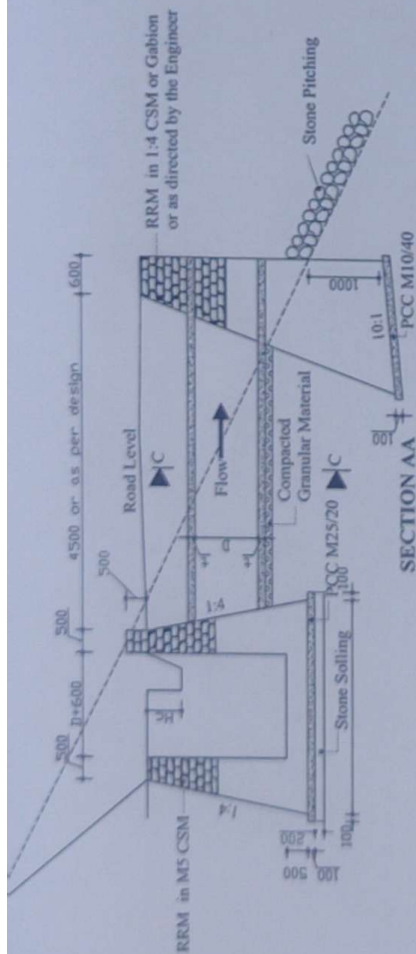 500
D+600
500
4500 or as per design
600
500
Road Level
RRM in 1:4 CSM or Gabion
or as directed by the Engineer
Hc
C
Flow
Stone Pitching
RRM in M5 CSM
4:1
1:4
D
Compacted
Granular Material
C
1000
10:1
PCC M10/40
100
PCC M25/20
100
Stone Solling
200
500
100
100
SECTION AA